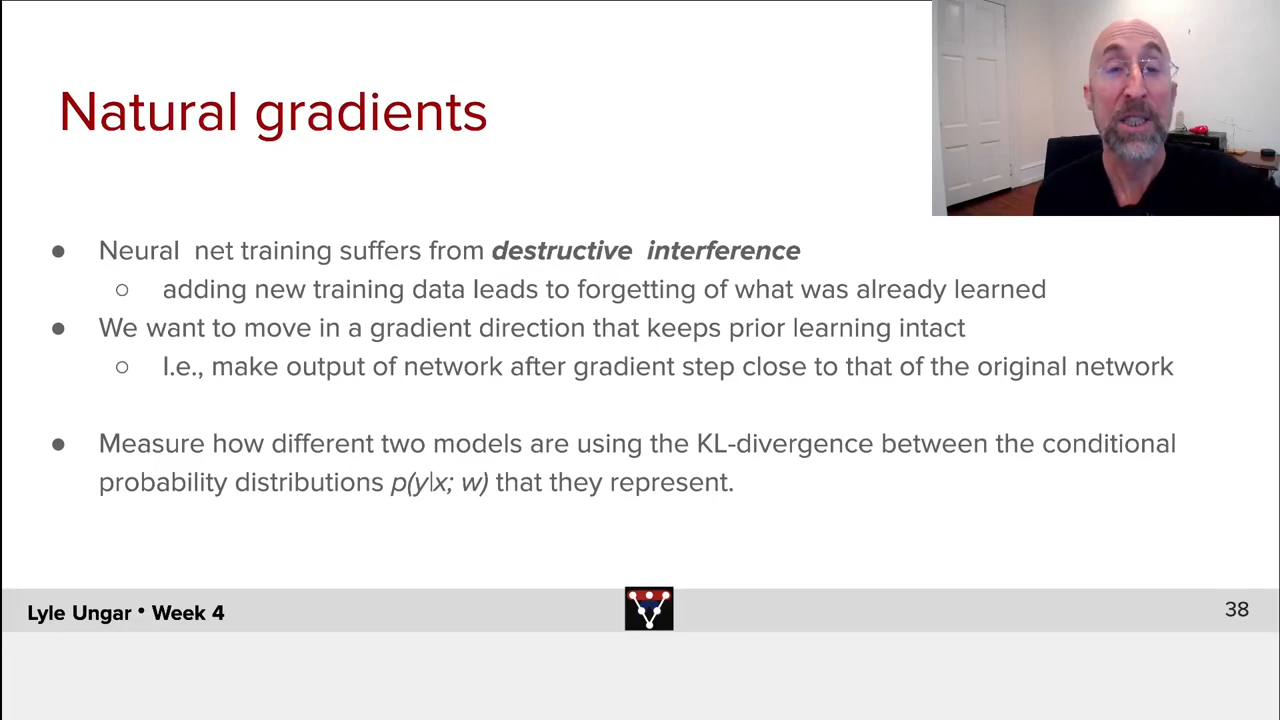 Natural gradients
● Neural net training suffers from destructive interference
○ adding new training data leads to forgetting of what was already learned
● We want to move in a gradient direction that keeps prior learning intact
○ I.e., make output of network after gradient step close to that of the original network
● Measure how different two models are using the KL-divergence between the conditional
probability distributions p(y|x; w) that they represent.
Lyle Ungar • Week 4
38